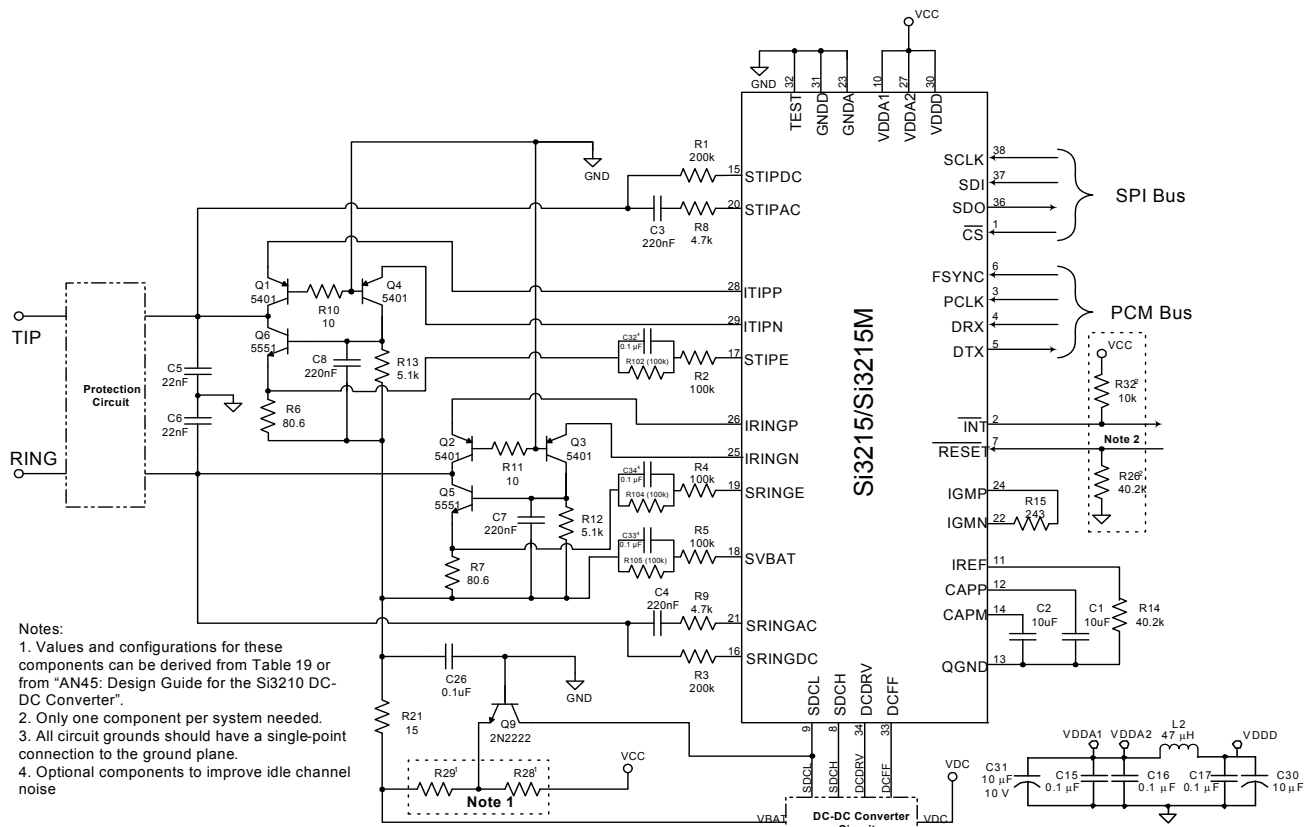 VCC
GND
32
31
23
10
27
30
TEST
GNDD
GNDA
VDDA1
VDDA2
VDDD
GND
R1
200k
15
STIPDC
20
STIPAC
C3
220nF
R8
4.7k
SCLK
38
SDI
37
SDO
36
CS
1
SPI Bus
FSYNC
6
PCLK
3
DRX
4
DTX
5
PCM Bus
Q1
5401
R10
10
Q4
5401
28
ITIPP
29
ITIPN
Q6
5551
C8
220nF
R13
5.1k
C32⁴
0.1 µF
R102 (100k)
17
STIPE
R2
100k
TIP
Protection
Circuit
C5
22nF
C6
22nF
R6
80.6
RING
26
IRINGP
25
IRINGN
Q2
5401
R11
10
Q3
5401
Q5
5551
C7
220nF
R12
5.1k
C34⁴
0.1 µF
R104 (100k)
R4
100k
19
SRINGE
C33⁴
0.1 µF
R105 (100k)
R5
100k
18
SVBAT
R7
80.6
C4
220nF
R9
4.7k
21
SRINGAC
16
SRINGDC
R3
200k
Si3215/Si3215M
VCC
R32²
10k
INT
2
Note 2
RESET
7
R26²
40.2k
IGMP
24
R15
243
IGMN
22
IREF
11
CAPP
12
CAPM
14
C2
10uF
C1
10uF
R14
40.2k
QGND
13
Notes:
1. Values and configurations for these
components can be derived from Table 19 or
from "AN45: Design Guide for the Si3210 DC-
DC Converter".
2. Only one component per system needed.
3. All circuit grounds should have a single-point
connection to the ground plane.
4. Optional components to improve idle channel
noise
C26
0.1uF
GND
R21
15
Q9
2N2222
R29¹
R28¹
VCC
Note 1
SDCL
SDCH
DCDRV
DCFF
9
8
34
33
SDCL
SDCH
DCDRV
DCFF
VDC
VBAT
DC-DC Converter
VDC
L2
47 µH
VDDA1
VDDA2
VDDD
C31
10 µF
10 V
C15
0.1 µF
C16
0.1 µF
C17
0.1 µF
C30
10 µF